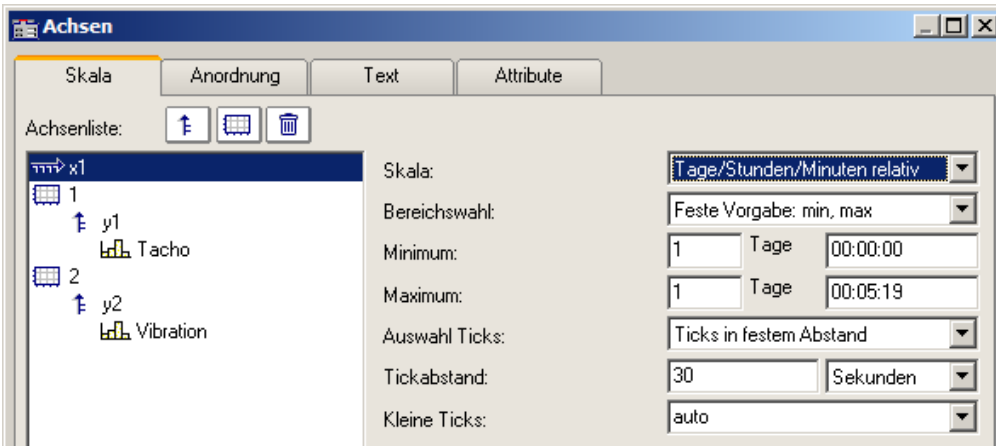 Achsen
Skala Anordnung Text Attribute
Achsenliste:
x1
1
y1
Tacho
2
y2
Vibration
Skala: Tage/Stunden/Minuten relativ
Bereichswahl: Feste Vorgabe: min, max
Minimum: 1 Tage 00:00:00
Maximum: 1 Tage 00:05:19
Auswahl Ticks: Ticks in festem Abstand
Tickabstand: 30 Sekunden
Kleine Ticks: auto